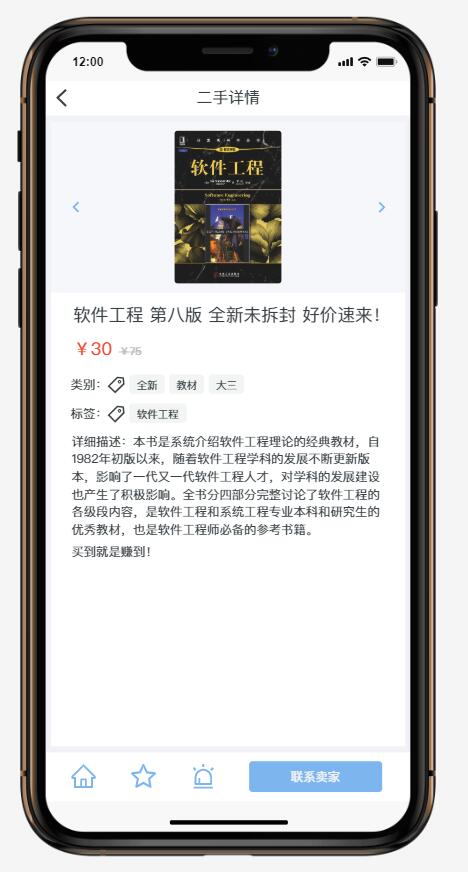 12:00
二手详情
软件工程
Software Engineering
软件工程 第八版 全新未拆封 好价速来！
￥30 ￥75
类别： 全新 教材 大三
标签： 软件工程
详细描述：本书是系统介绍软件工程理论的经典教材，自
1982年初版以来，随着软件工程学科的发展不断更新版
本，影响了一代又一代软件工程人才，对学科的发展建设
也产生了积极影响。全书分四部分完整讨论了软件工程的
各级段内容，是软件工程和系统工程专业本科和研究生的
优秀教材，也是软件工程师必备的参考书籍。
买到就是赚到！
联系卖家